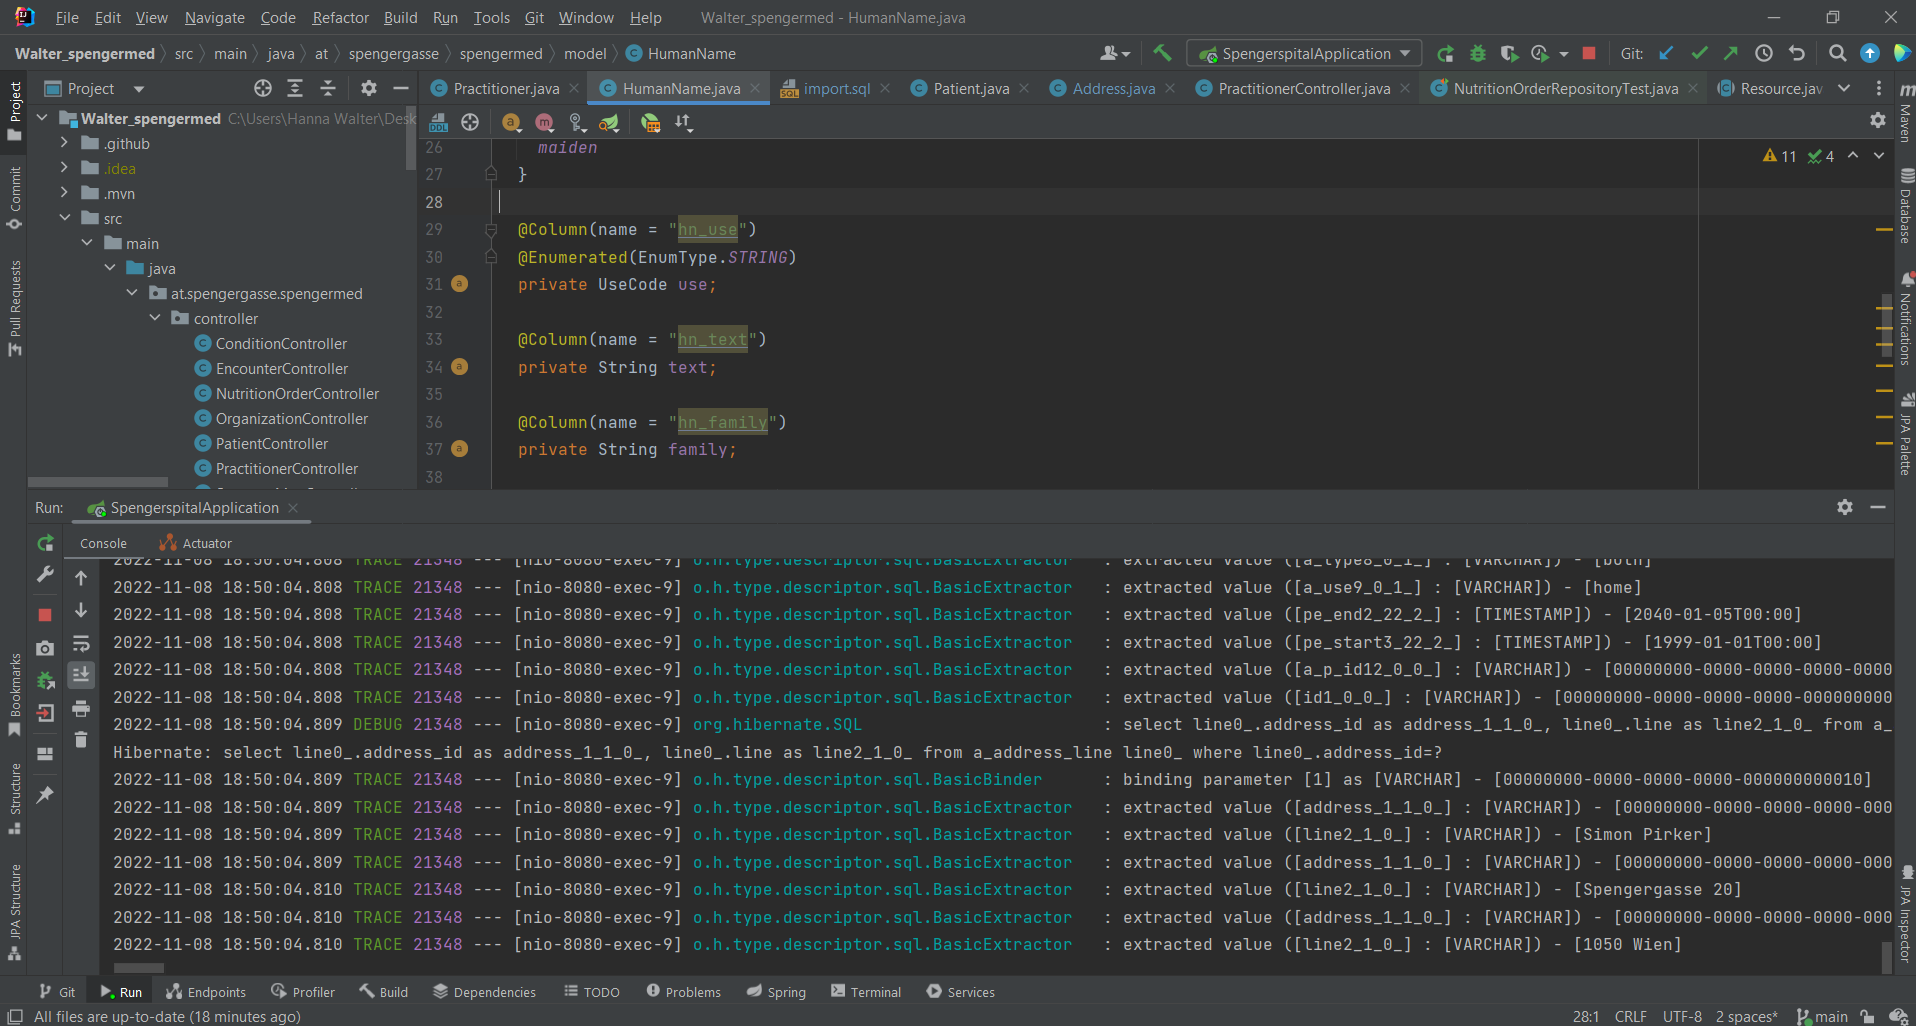 File Edit View Navigate Code Refactor Build Run Tools Git Window Help Walter_spengermed - HumanName.java
Walter_spengermed src main java at spengergasse spengermed model HumanName SpengerspitalApplication Git:
Project Practitioner.java HumanName.java import.sql Patient.java Address.java PractitionerController.java NutritionOrderRepositoryTest.java Resource.jav
Walter_spengermed C:\Users\Hanna Walter\Desk
.github
.idea
.mvn
src
main
java
at.spengergasse.spengermed
controller
ConditionController
EncounterController
NutritionOrderController
OrganizationController
PatientController
PractitionerController
DDL
11 4
26 maiden
27 }
28
29 @Column(name = "hn_use")
30 @Enumerated(EnumType.STRING)
31 private UseCode use;
32
33 @Column(name = "hn_text")
34 private String text;
35
36 @Column(name = "hn_family")
37 private String family;
38
Project
Commit
Pull Requests
Bookmarks
Structure
JPA Structure
Maven
Database
Notifications
JPA Palette
JPA Inspector
Run: SpengerspitalApplication
Console Actuator
2022-11-08 18:50:04.808 TRACE 21348 --- [nio-8080-exec-9] o.h.type.descriptor.sql.BasicExtractor : extracted value ([a_type8_0_1_] : [VARCHAR]) - [both]
2022-11-08 18:50:04.808 TRACE 21348 --- [nio-8080-exec-9] o.h.type.descriptor.sql.BasicExtractor : extracted value ([a_use9_0_1_] : [VARCHAR]) - [home]
2022-11-08 18:50:04.808 TRACE 21348 --- [nio-8080-exec-9] o.h.type.descriptor.sql.BasicExtractor : extracted value ([pe_end2_22_2_] : [TIMESTAMP]) - [2040-01-05T00:00]
2022-11-08 18:50:04.808 TRACE 21348 --- [nio-8080-exec-9] o.h.type.descriptor.sql.BasicExtractor : extracted value ([pe_start3_22_2_] : [TIMESTAMP]) - [1999-01-01T00:00]
2022-11-08 18:50:04.808 TRACE 21348 --- [nio-8080-exec-9] o.h.type.descriptor.sql.BasicExtractor : extracted value ([a_p_id12_0_0_] : [VARCHAR]) - [00000000-0000-0000-0000-0000
2022-11-08 18:50:04.808 TRACE 21348 --- [nio-8080-exec-9] o.h.type.descriptor.sql.BasicExtractor : extracted value ([id1_0_0_] : [VARCHAR]) - [00000000-0000-0000-0000-000000000
2022-11-08 18:50:04.809 DEBUG 21348 --- [nio-8080-exec-9] org.hibernate.SQL : select line0_.address_id as address_1_1_0_, line0_.line as line2_1_0_ from a_
Hibernate: select line0_.address_id as address_1_1_0_, line0_.line as line2_1_0_ from a_address_line line0_ where line0_.address_id=?
2022-11-08 18:50:04.809 TRACE 21348 --- [nio-8080-exec-9] o.h.type.descriptor.sql.BasicBinder : binding parameter [1] as [VARCHAR] - [00000000-0000-0000-0000-000000000010]
2022-11-08 18:50:04.809 TRACE 21348 --- [nio-8080-exec-9] o.h.type.descriptor.sql.BasicExtractor : extracted value ([address_1_1_0_] : [VARCHAR]) - [00000000-0000-0000-0000-000
2022-11-08 18:50:04.809 TRACE 21348 --- [nio-8080-exec-9] o.h.type.descriptor.sql.BasicExtractor : extracted value ([line2_1_0_] : [VARCHAR]) - [Simon Pirker]
2022-11-08 18:50:04.809 TRACE 21348 --- [nio-8080-exec-9] o.h.type.descriptor.sql.BasicExtractor : extracted value ([address_1_1_0_] : [VARCHAR]) - [00000000-0000-0000-0000-000
2022-11-08 18:50:04.810 TRACE 21348 --- [nio-8080-exec-9] o.h.type.descriptor.sql.BasicExtractor : extracted value ([line2_1_0_] : [VARCHAR]) - [Spengergasse 20]
2022-11-08 18:50:04.810 TRACE 21348 --- [nio-8080-exec-9] o.h.type.descriptor.sql.BasicExtractor : extracted value ([address_1_1_0_] : [VARCHAR]) - [00000000-0000-0000-0000-000
2022-11-08 18:50:04.810 TRACE 21348 --- [nio-8080-exec-9] o.h.type.descriptor.sql.BasicExtractor : extracted value ([line2_1_0_] : [VARCHAR]) - [1050 Wien]
Git Run Endpoints Profiler Build Dependencies TODO Problems Spring Terminal Services
All files are up-to-date (18 minutes ago) 28:1 CRLF UTF-8 2 spaces* main